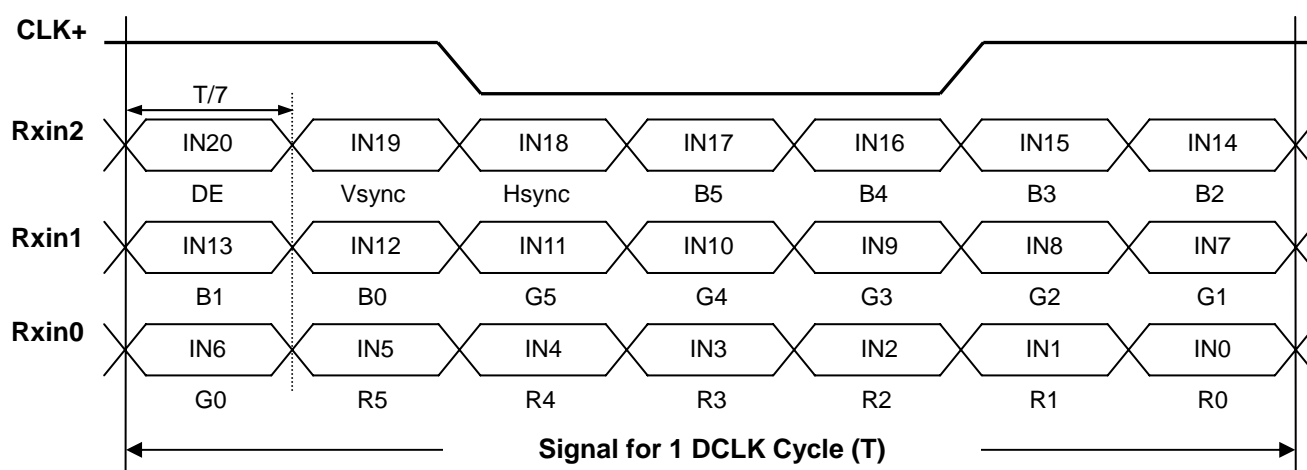 CLK+
T/7
Rxin2 IN20 IN19 IN18 IN17 IN16 IN15 IN14
DE Vsync Hsync B5 B4 B3 B2
Rxin1 IN13 IN12 IN11 IN10 IN9 IN8 IN7
B1 B0 G5 G4 G3 G2 G1
Rxin0 IN6 IN5 IN4 IN3 IN2 IN1 IN0
G0 R5 R4 R3 R2 R1 R0
Signal for 1 DCLK Cycle (T)